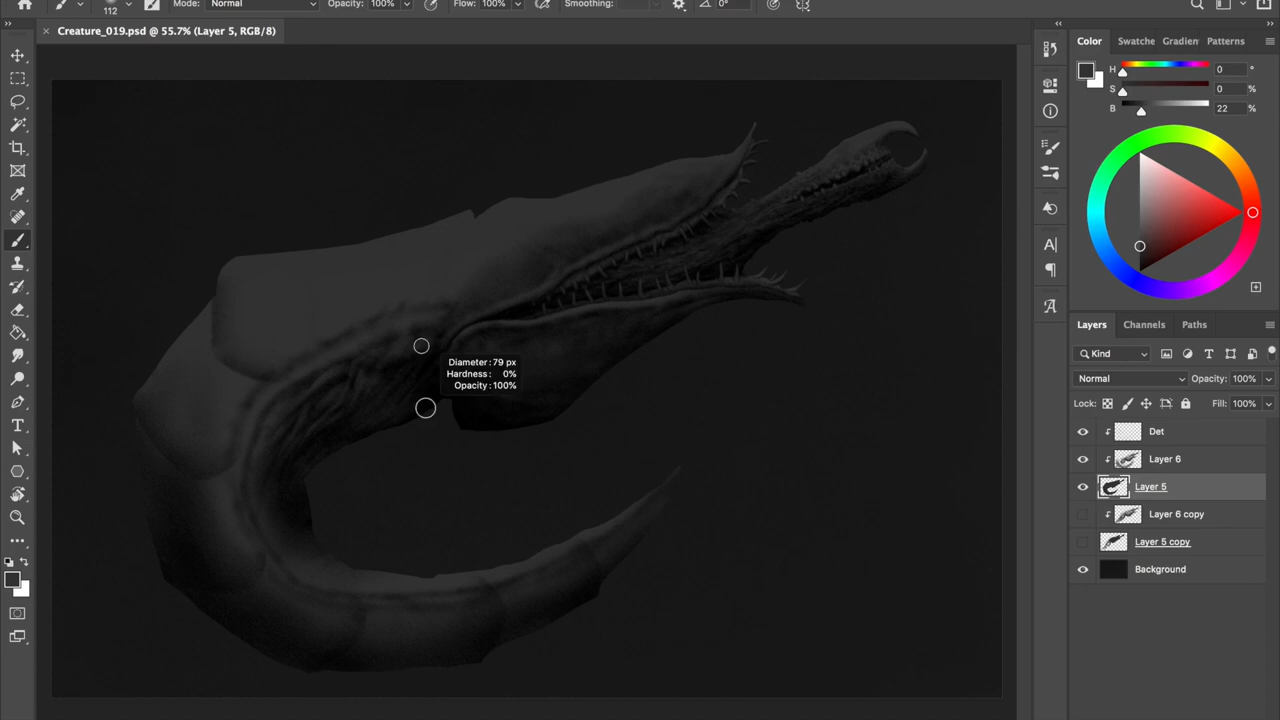 Mode: Normal Opacity: 100% Flow: 100% Smoothing: 0°
112
Creature_019.psd @ 55.7% (Layer 5, RGB/8)
Color Swatche Gradien Patterns
H 0 °
S 0 %
B 22 %
Diameter: 79 px
Hardness: 0%
Opacity: 100%
Layers Channels Paths
Kind
Normal Opacity: 100%
Lock: Fill: 100%
Det
Layer 6
Layer 5
Layer 6 copy
Layer 5 copy
Background